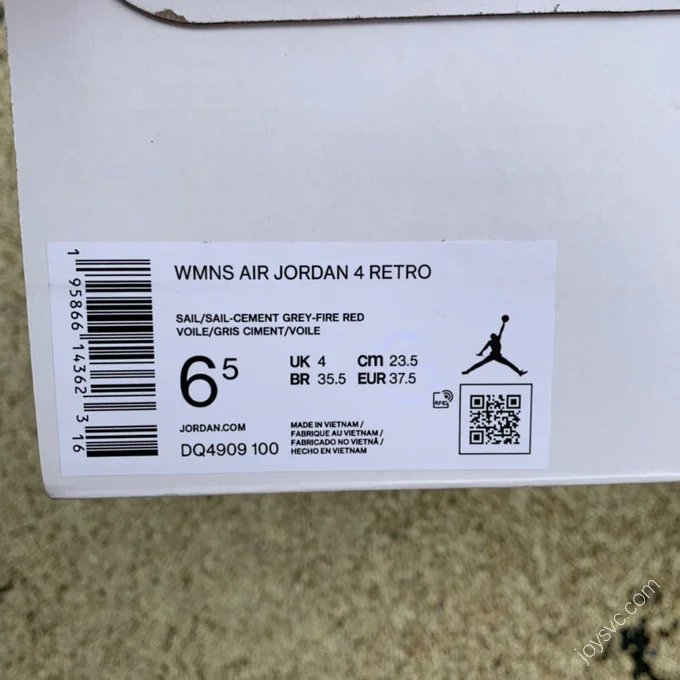 WMNS AIR JORDAN 4 RETRO
SAIL/SAIL-CEMENT GREY-FIRE RED
VOILE/GRIS CIMENT/VOILE
6⁵
UK 4 cm 23.5
BR 35.5 EUR 37.5
JORDAN.COM
DQ4909 100
MADE IN VIETNAM /
FABRIQUE AU VIETNAM /
FABRICADO NO VIETNÃ /
HECHO EN VIETNAM
RFID
1 95866 14362 3 16
joysvc.com